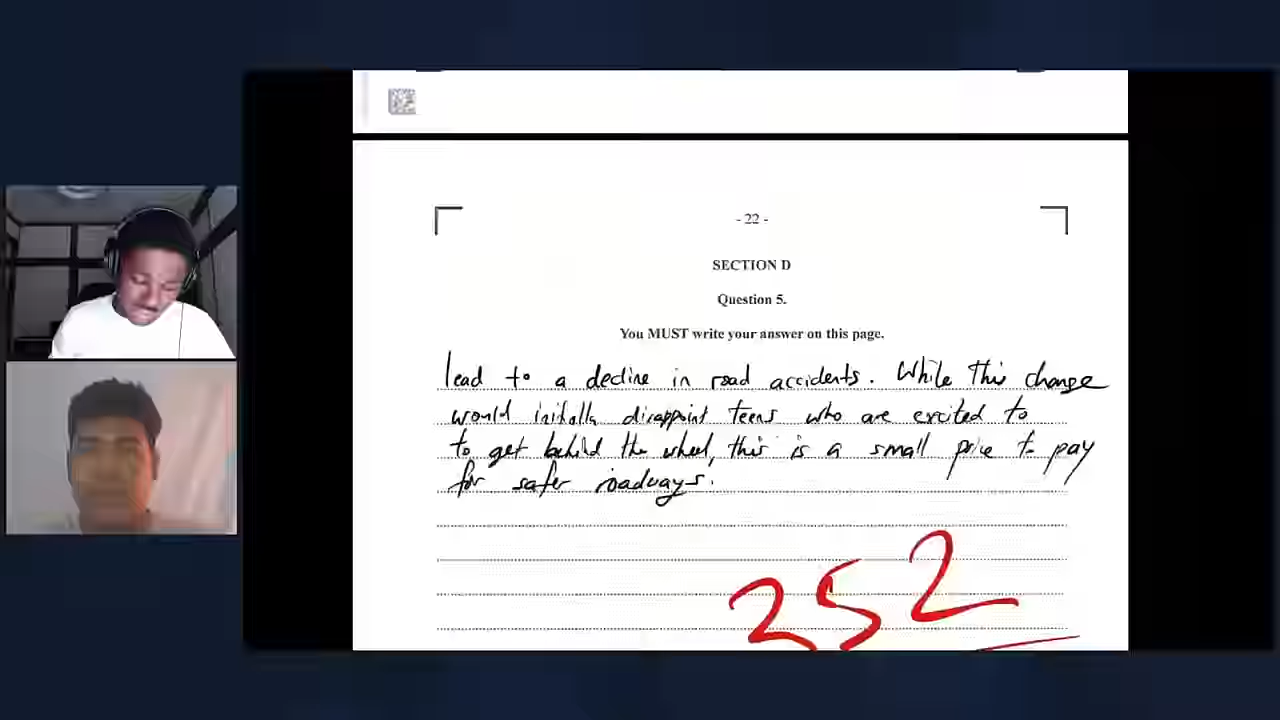 - 22 -
SECTION D
Question 5.
You MUST write your answer on this page.
lead to a decline in road accidents. While this change
would initally disappoint teens who are excited to
to get behind the wheel, this is a small price to pay
for safer roadways.
252